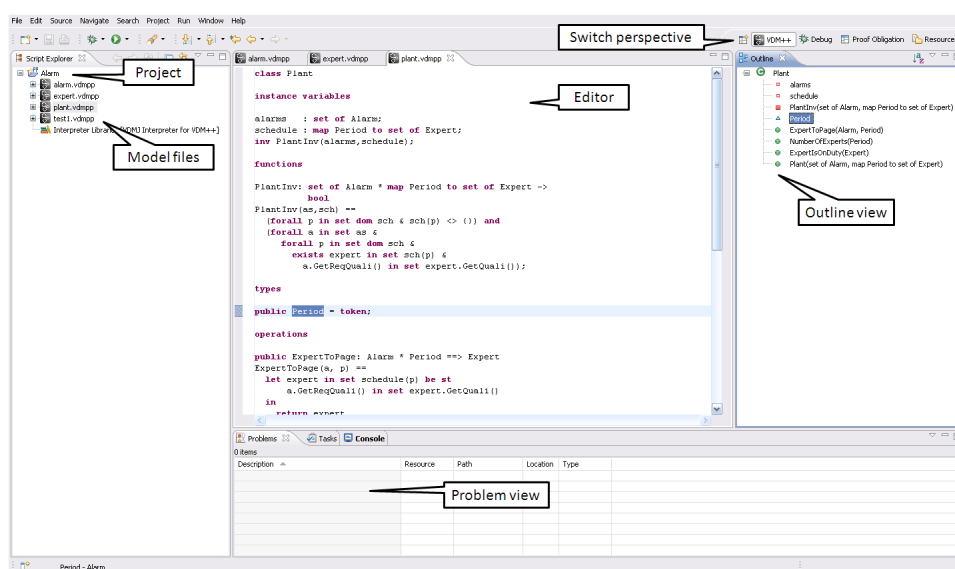 File Edit Source Navigate Search Project Run Window Help
Switch perspective
VDM++ Debug Proof Obligation Resource
Script Explorer
Project
Alarm
alarm.vdmpp
expert.vdmpp
plant.vdmpp
test1.vdmpp
[VDMJ Interpreter for VDM++]
Model files
alarm.vdmpp expert.vdmpp plant.vdmpp
Editor
class Plant
instance variables
alarms : set of Alarm;
schedule : map Period to set of Expert;
inv PlantInv(alarms,schedule);
functions
PlantInv: set of Alarm * map Period to set of Expert ->
bool
PlantInv(as,sch) ==
(forall p in set dom sch & sch(p) <> {}) and
(forall a in set as &
forall p in set dom sch &
exists expert in set sch(p) &
a.GetReqQuali() in set expert.GetQuali());
types
public Period = token;
operations
public ExpertToPage: Alarm * Period ==> Expert
ExpertToPage(a, p) ==
let expert in set schedule(p) be st
a.GetReqQuali() in set expert.GetQuali()
in
return expert
Outline
Plant
alarms
schedule
PlantInv(set of Alarm, map Period to set of Expert)
Period
ExpertToPage(Alarm, Period)
NumberOfExperts(Period)
ExpertIsOnDuty(Expert)
Plant(set of Alarm, map Period to set of Expert)
Outline view
Problems Tasks Console
0 items
Description Resource Path Location Type
Problem view
Period - Alarm